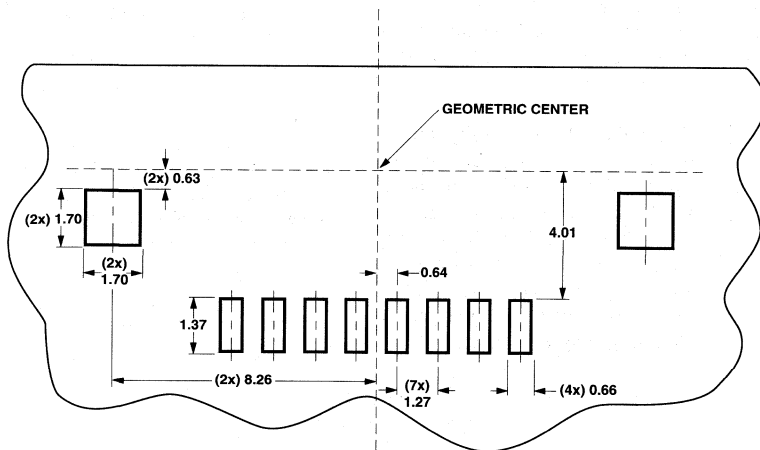 GEOMETRIC CENTER
(2x) 0.63
(2x) 1.70
4.01
(2x)
1.70
0.64
1.37
(2x) 8.26
(7x)
1.27
(4x) 0.66